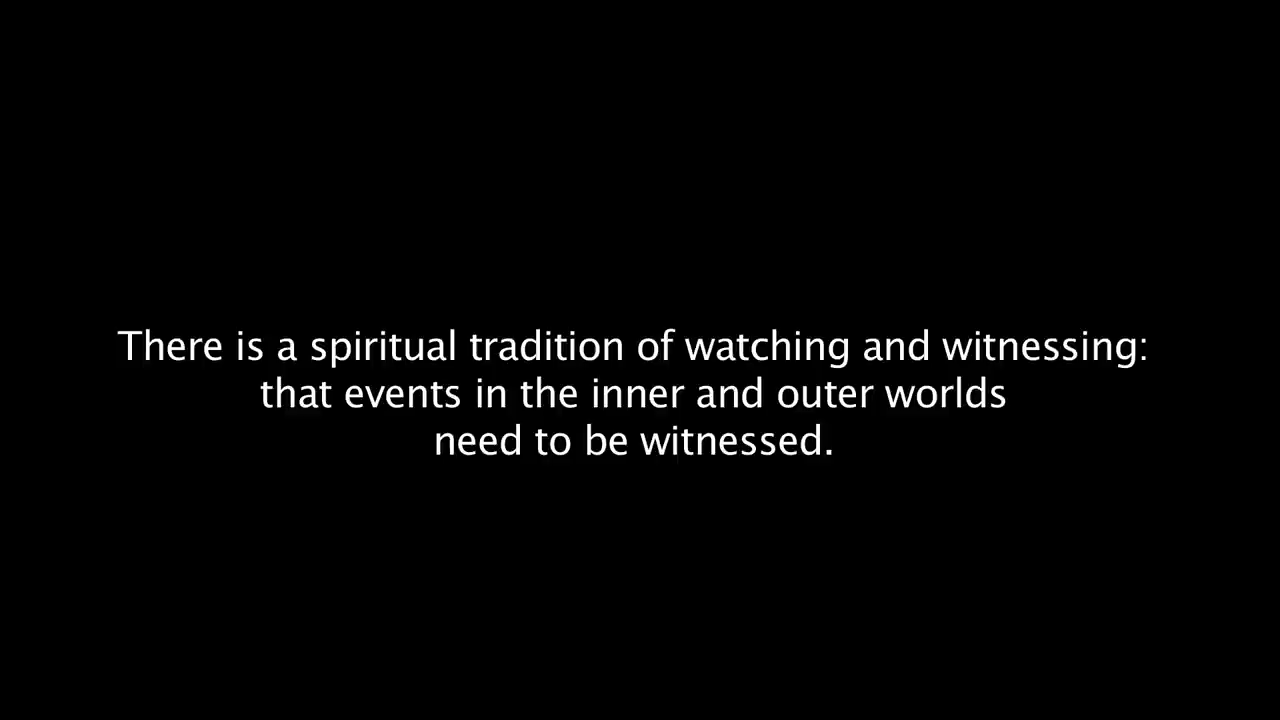 There is a spiritual tradition of watching and witnessing:
that events in the inner and outer worlds
need to be witnessed.